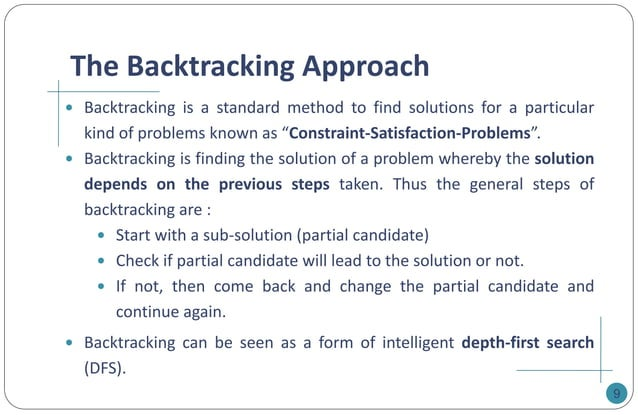 The Backtracking Approach
• Backtracking is a standard method to find solutions for a particular
kind of problems known as “Constraint-Satisfaction-Problems”.
• Backtracking is finding the solution of a problem whereby the solution
depends on the previous steps taken. Thus the general steps of
backtracking are :
• Start with a sub-solution (partial candidate)
• Check if partial candidate will lead to the solution or not.
• If not, then come back and change the partial candidate and
continue again.
• Backtracking can be seen as a form of intelligent depth-first search
(DFS).
9